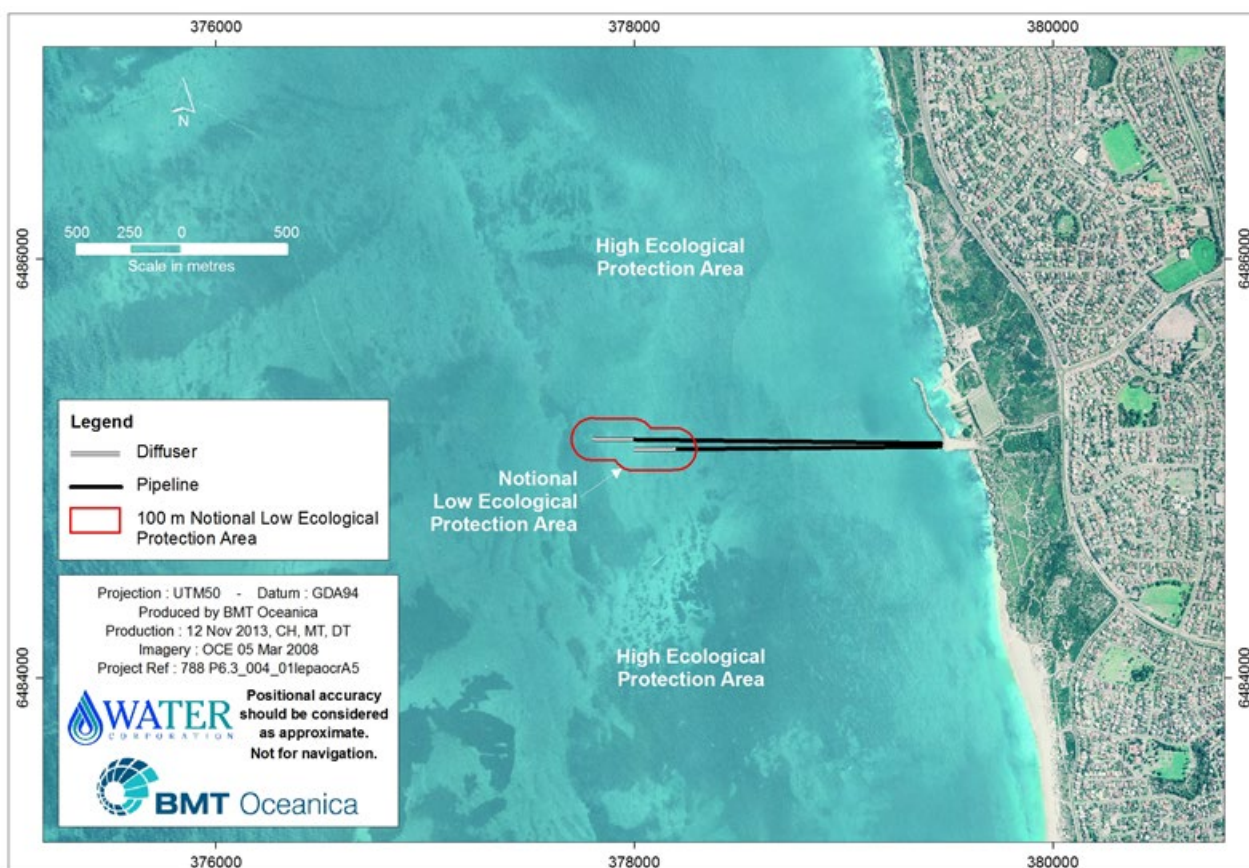 376000
378000
380000
N
500
250
0
500
Scale in metres
High Ecological
Protection Area
6486000
6486000
Legend
Diffuser
Pipeline
100 m Notional Low Ecological
Protection Area
Notional
Low Ecological
Protection Area
Projection : UTM50 - Datum : GDA94
Produced by BMT Oceanica
Production : 12 Nov 2013, CH, MT, DT
Imagery : OCE 05 Mar 2008
Project Ref : 788 P6.3_004_01lepaocrA5
WATER
CORPORATION
Positional accuracy
should be considered
as approximate.
Not for navigation.
BMT Oceanica
High Ecological
Protection Area
6484000
6484000
376000
378000
380000